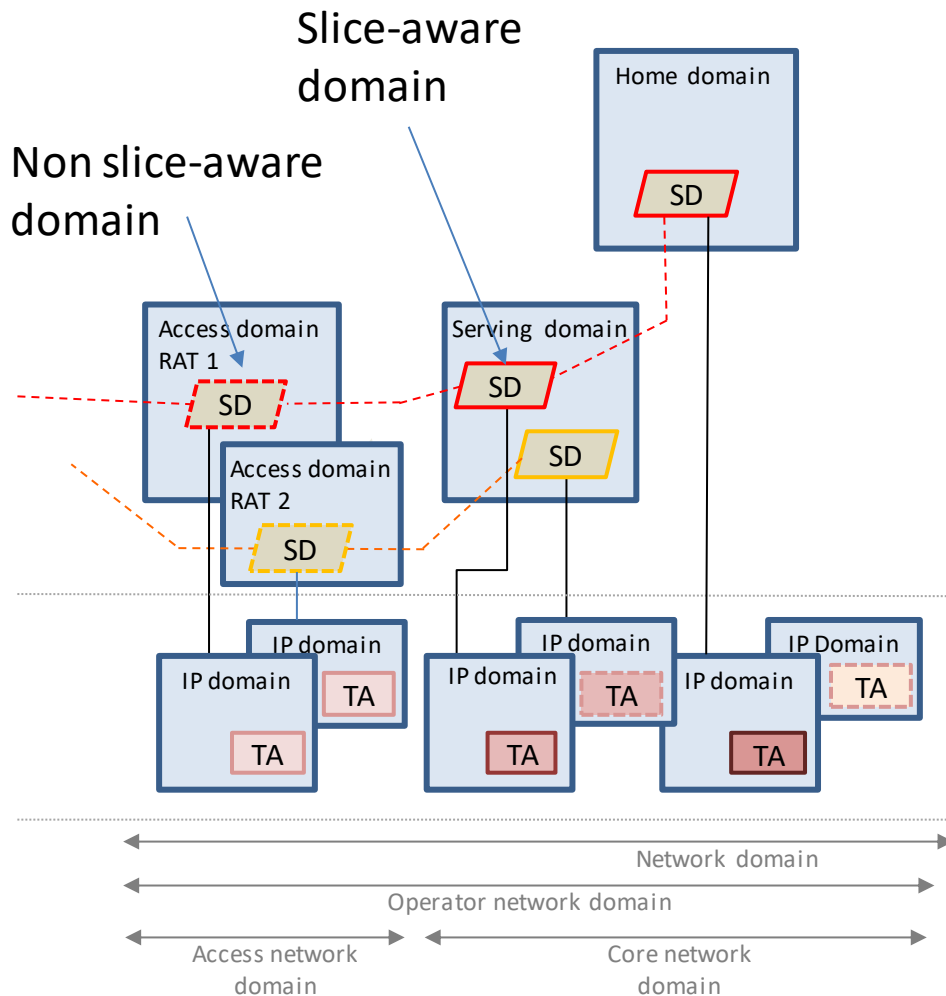 Slice-aware
domain
Home domain
Non slice-aware
domain
SD
Access domain
RAT 1
Serving domain
SD
SD
Access domain
RAT 2
SD
SD
IP domain
IP domain
IP Domain
IP domain
IP domain
IP domain
TA
TA
TA
TA
TA
TA
Network domain
Operator network domain
Access network
domain
Core network
domain